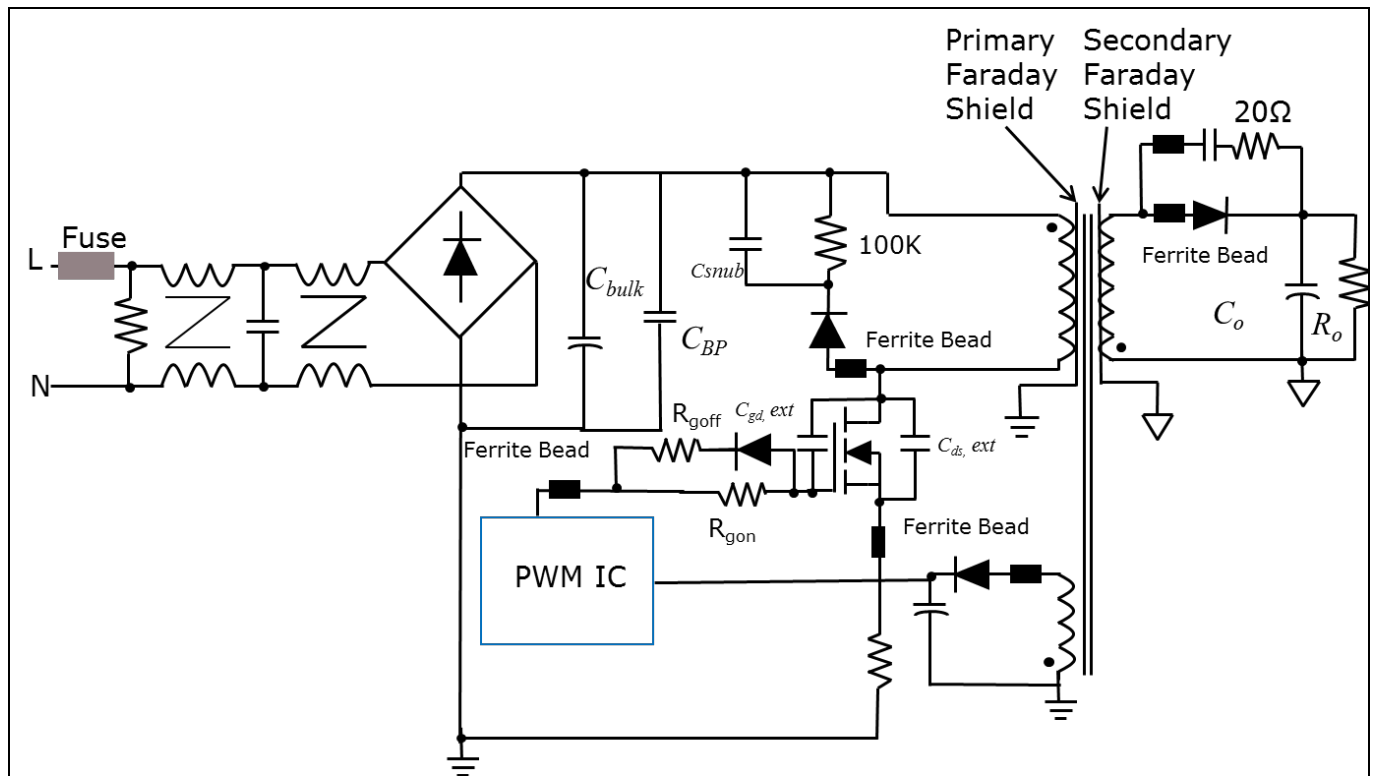 Primary
Faraday
Shield
Secondary
Faraday
Shield
20Ω
Fuse
L
N
C_bulk
C_BP
Csnub
100K
Ferrite Bead
Ferrite Bead
C_o
R_o
Ferrite Bead
R_goff
C_gd, ext
C_ds, ext
R_gon
Ferrite Bead
PWM IC